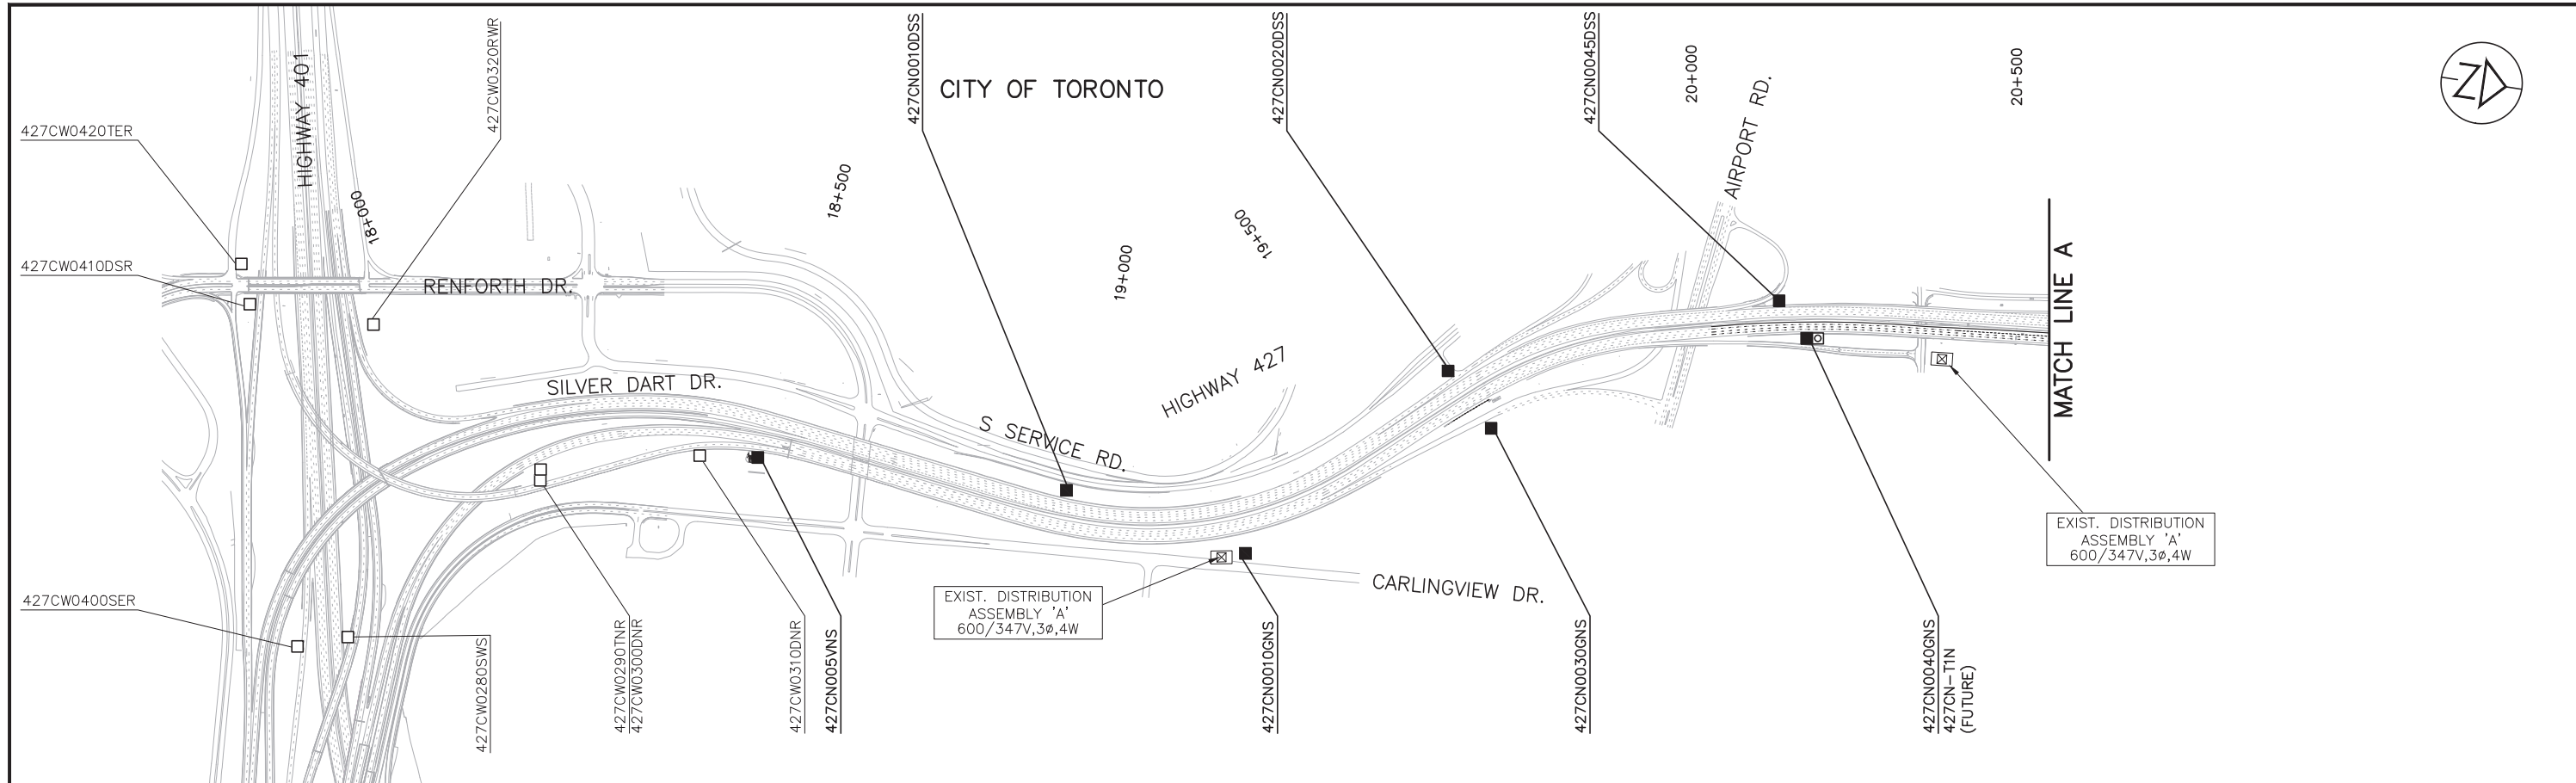 427CW0320RWR
427CN0010DSS
CITY OF TORONTO
427CN0020DSS
427CN0045DSS
20+000
20+500
HIGHWAY 401
AIRPORT RD.
N
427CW0420TER
18+000
18+500
19+000
19+500
427CW0410DSR
RENFORTH DR.
MATCH LINE A
SILVER DART DR.
HIGHWAY 427
S SERVICE RD.
EXIST. DISTRIBUTION
ASSEMBLY 'A'
600/347V,3ø,4W
CARLINGVIEW DR.
EXIST. DISTRIBUTION
ASSEMBLY 'A'
600/347V,3ø,4W
427CW0400SER
427CW0280SWS
427CW0290TNR
427CW0300DNR
427CW0310DNR
427CN005VNS
427CN0010GNS
427CN0030GNS
427CN0040GNS
427CN-T1N
(FUTURE)